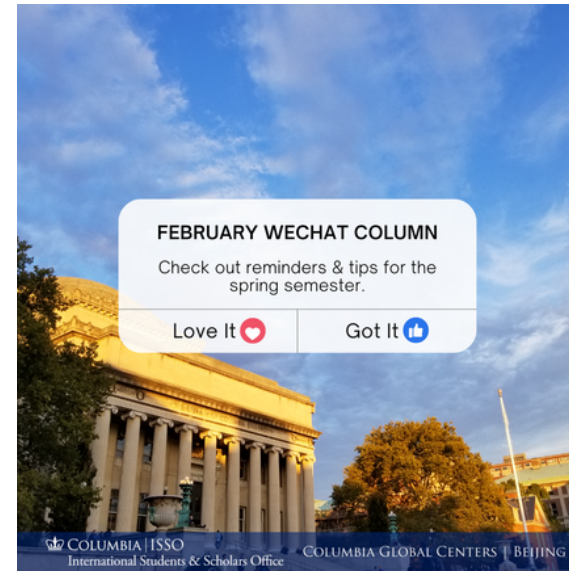 FEBRUARY WECHAT COLUMN
Check out reminders & tips for the
spring semester.
Love It
Got It
COLUMBIA | ISSO
International Students & Scholars Office
COLUMBIA GLOBAL CENTERS | BEIJING